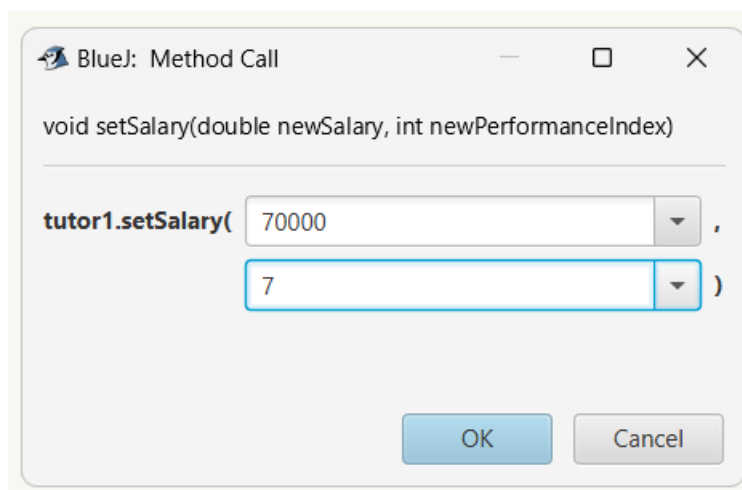 BlueJ: Method Call
void setSalary(double newSalary, int newPerformanceIndex)
tutor1.setSalary( 70000 ,
7 )
OK Cancel